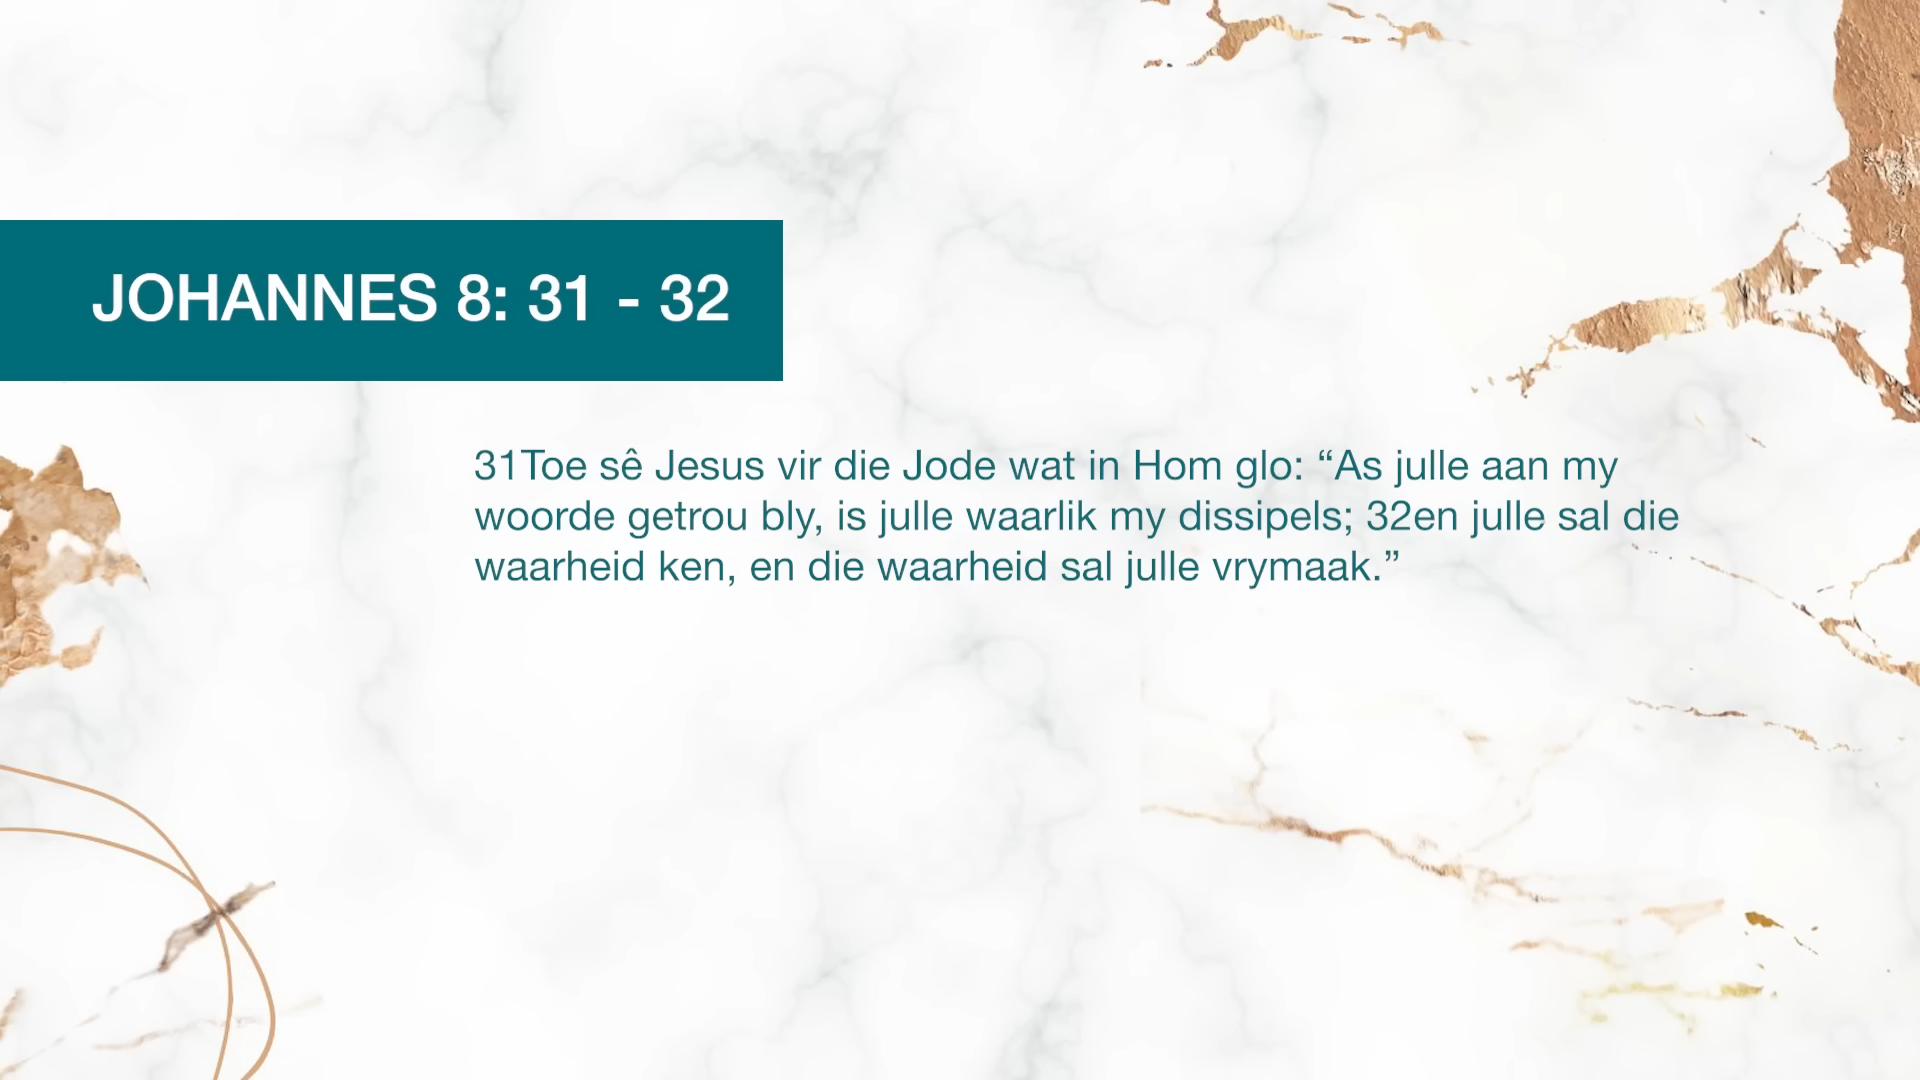 JOHANNES 8: 31 - 32
31Toe sê Jesus vir die Jode wat in Hom glo: “As julle aan my
woorde getrou bly, is julle waarlik my dissipels; 32en julle sal die
waarheid ken, en die waarheid sal julle vrymaak.”